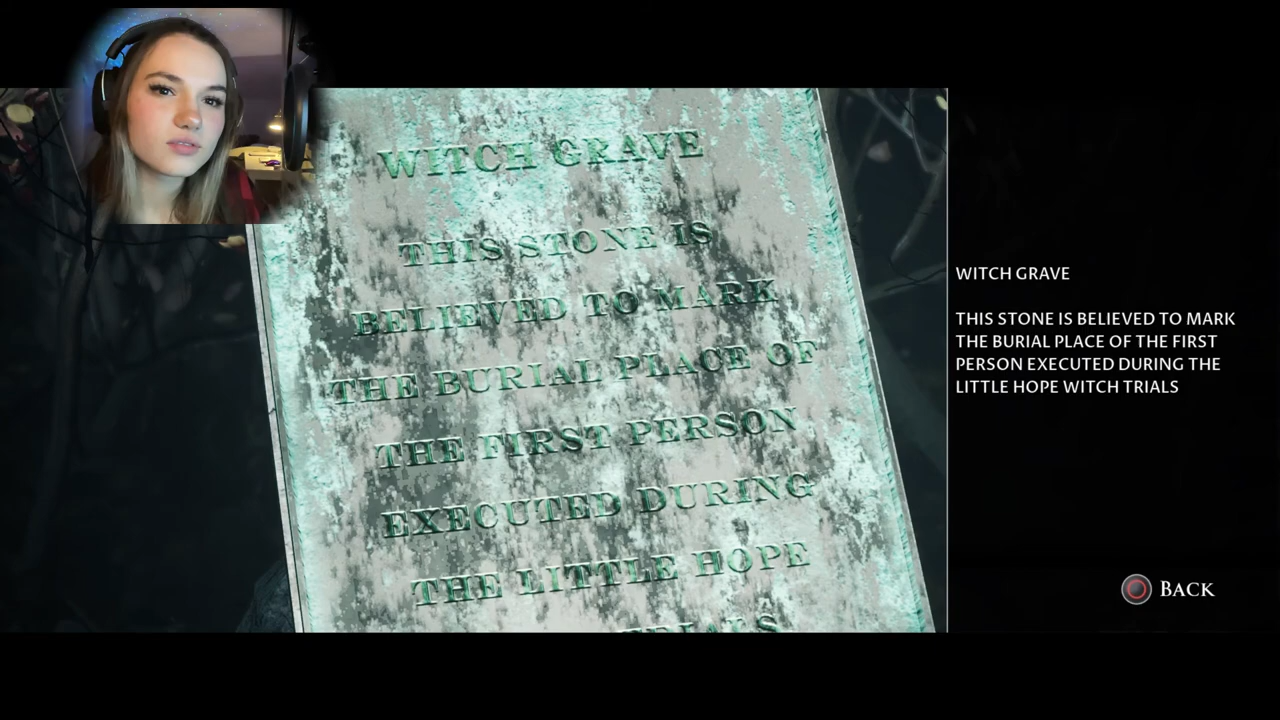 WITCH GRAVE
THIS STONE IS
BELIEVED TO MARK
THE BURIAL PLACE OF
THE FIRST PERSON
EXECUTED DURING
THE LITTLE HOPE
TRIALS
WITCH GRAVE
THIS STONE IS BELIEVED TO MARK
THE BURIAL PLACE OF THE FIRST
PERSON EXECUTED DURING THE
LITTLE HOPE WITCH TRIALS
BACK